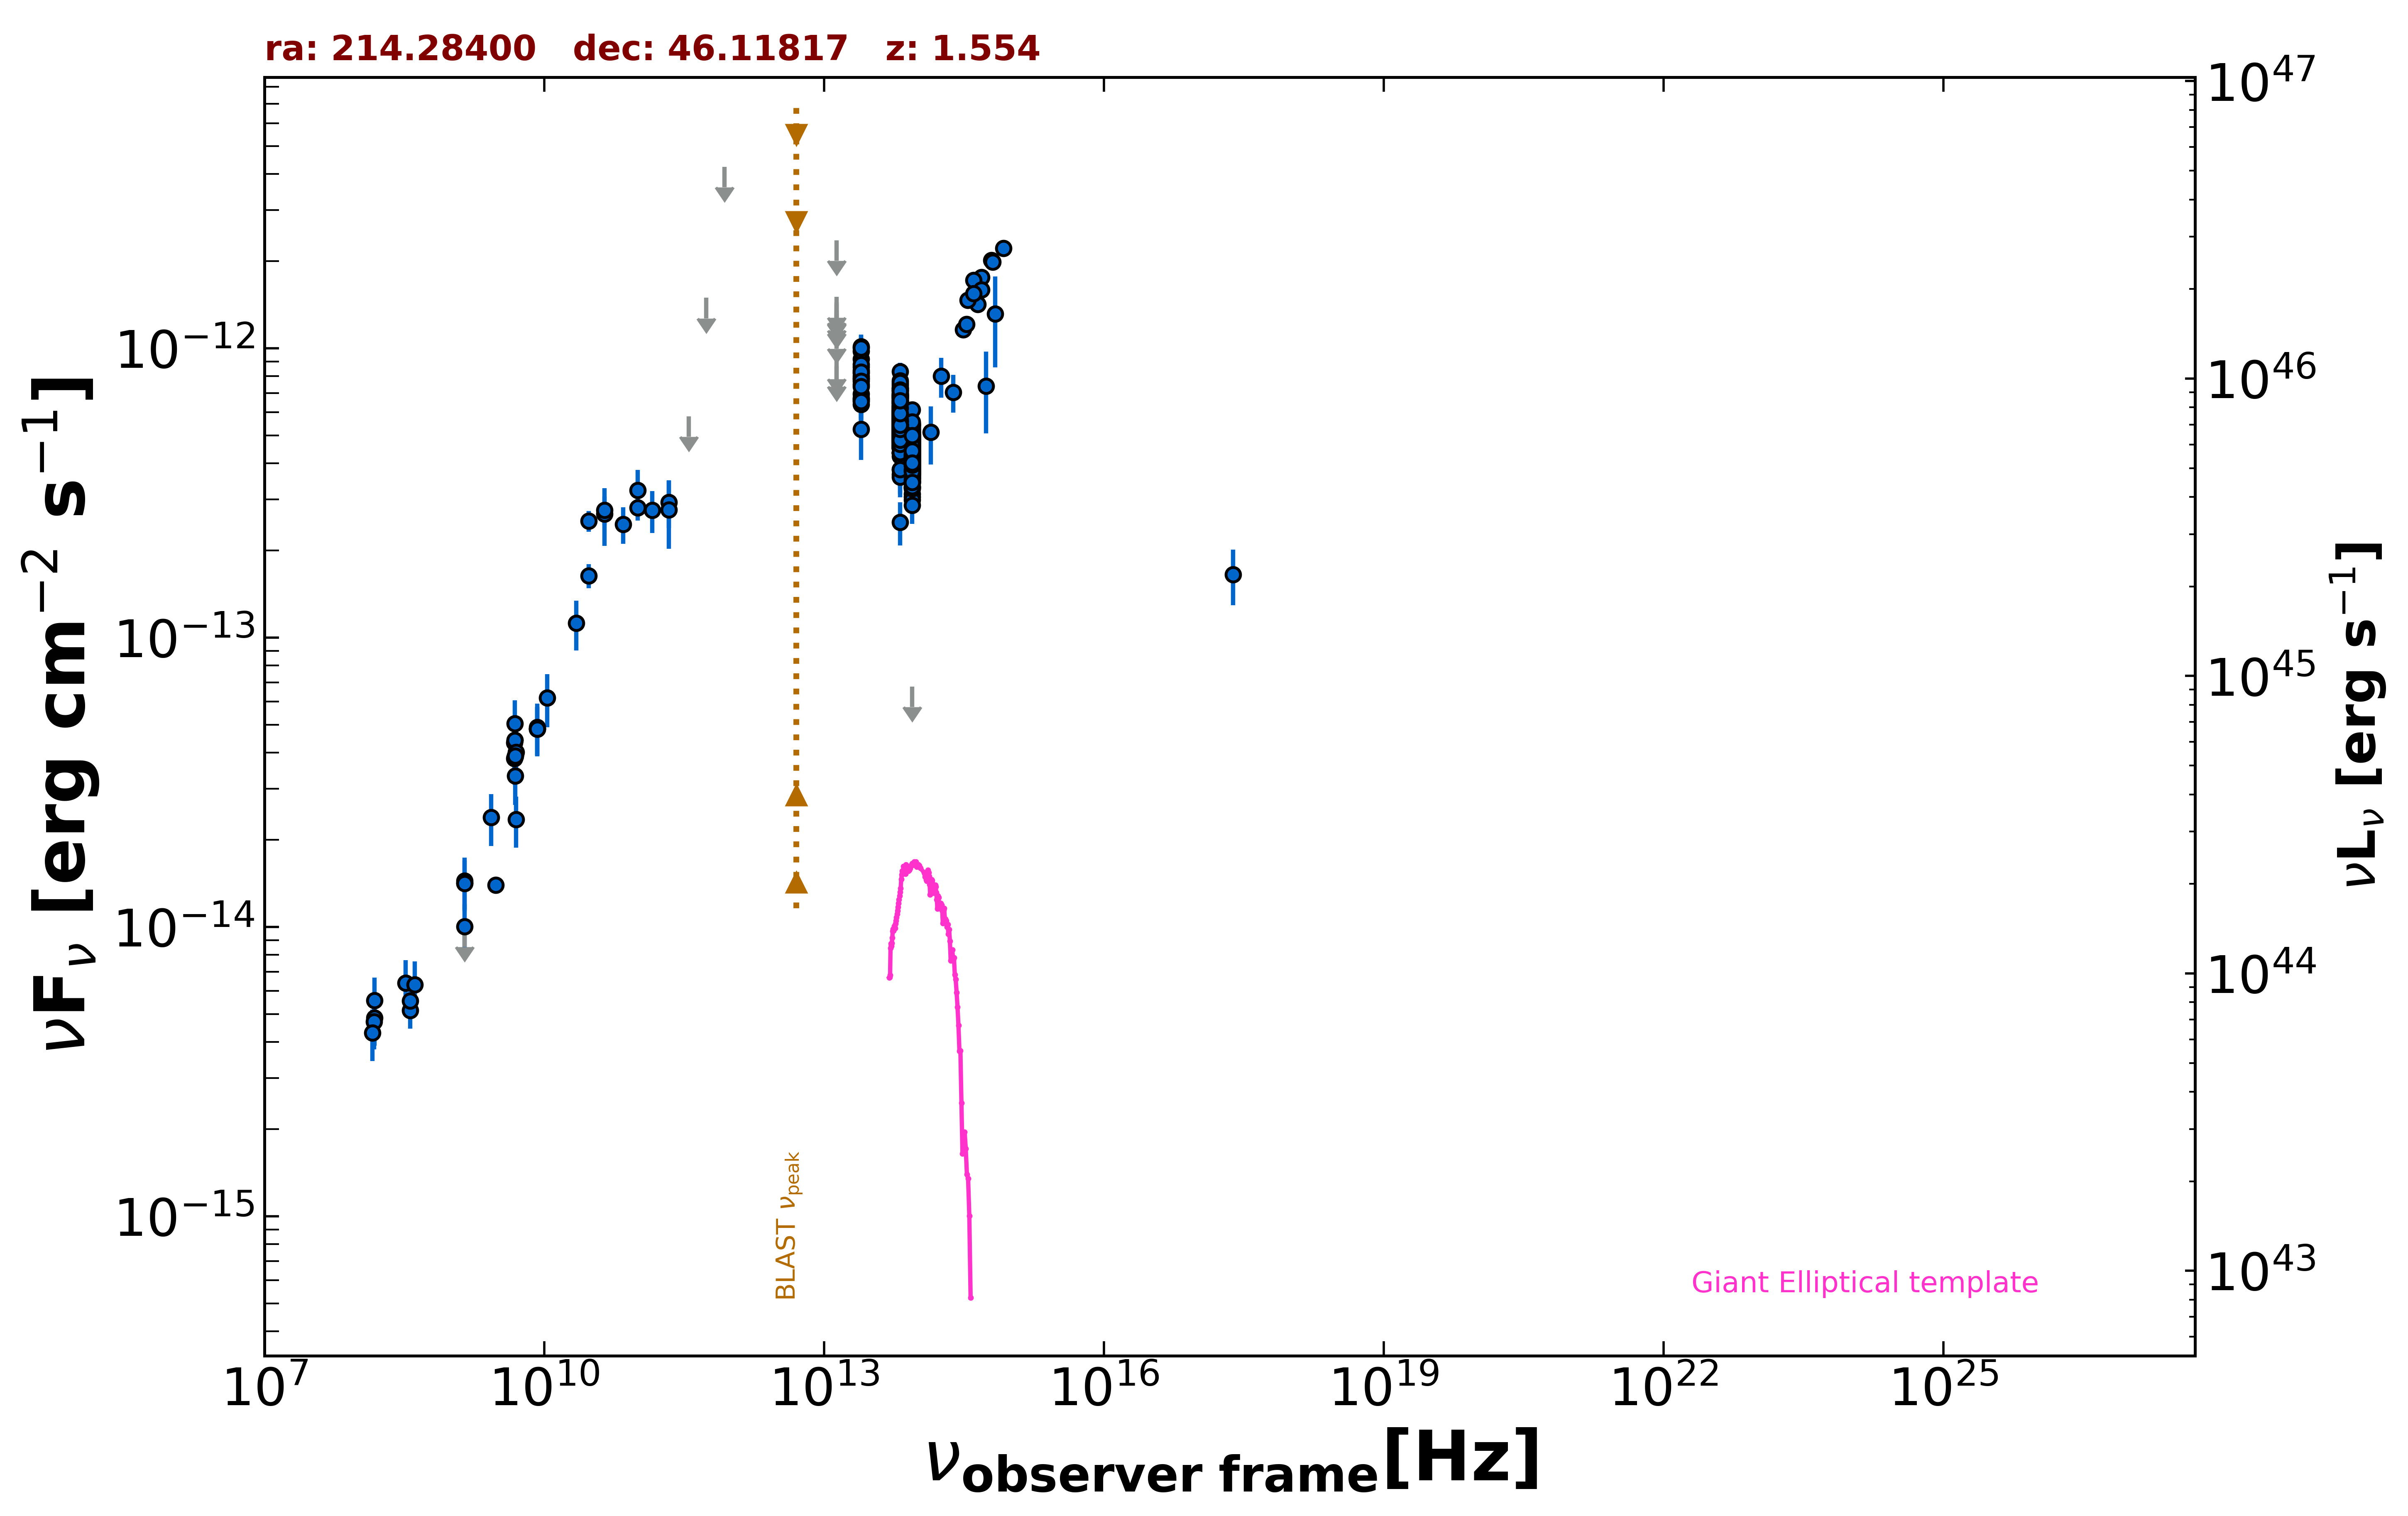 ra: 214.28400 dec: 46.11817 z: 1.554
10^47
10^46
10^45
10^44
10^43
10^−12
10^−13
10^−14
10^−15
νF_ν [erg cm^−2 s^−1]
νL_ν [erg s^−1]
BLAST ν_peak
Giant Elliptical template
10^7 10^10 10^13 10^16 10^19 10^22 10^25
ν_observer frame [Hz]